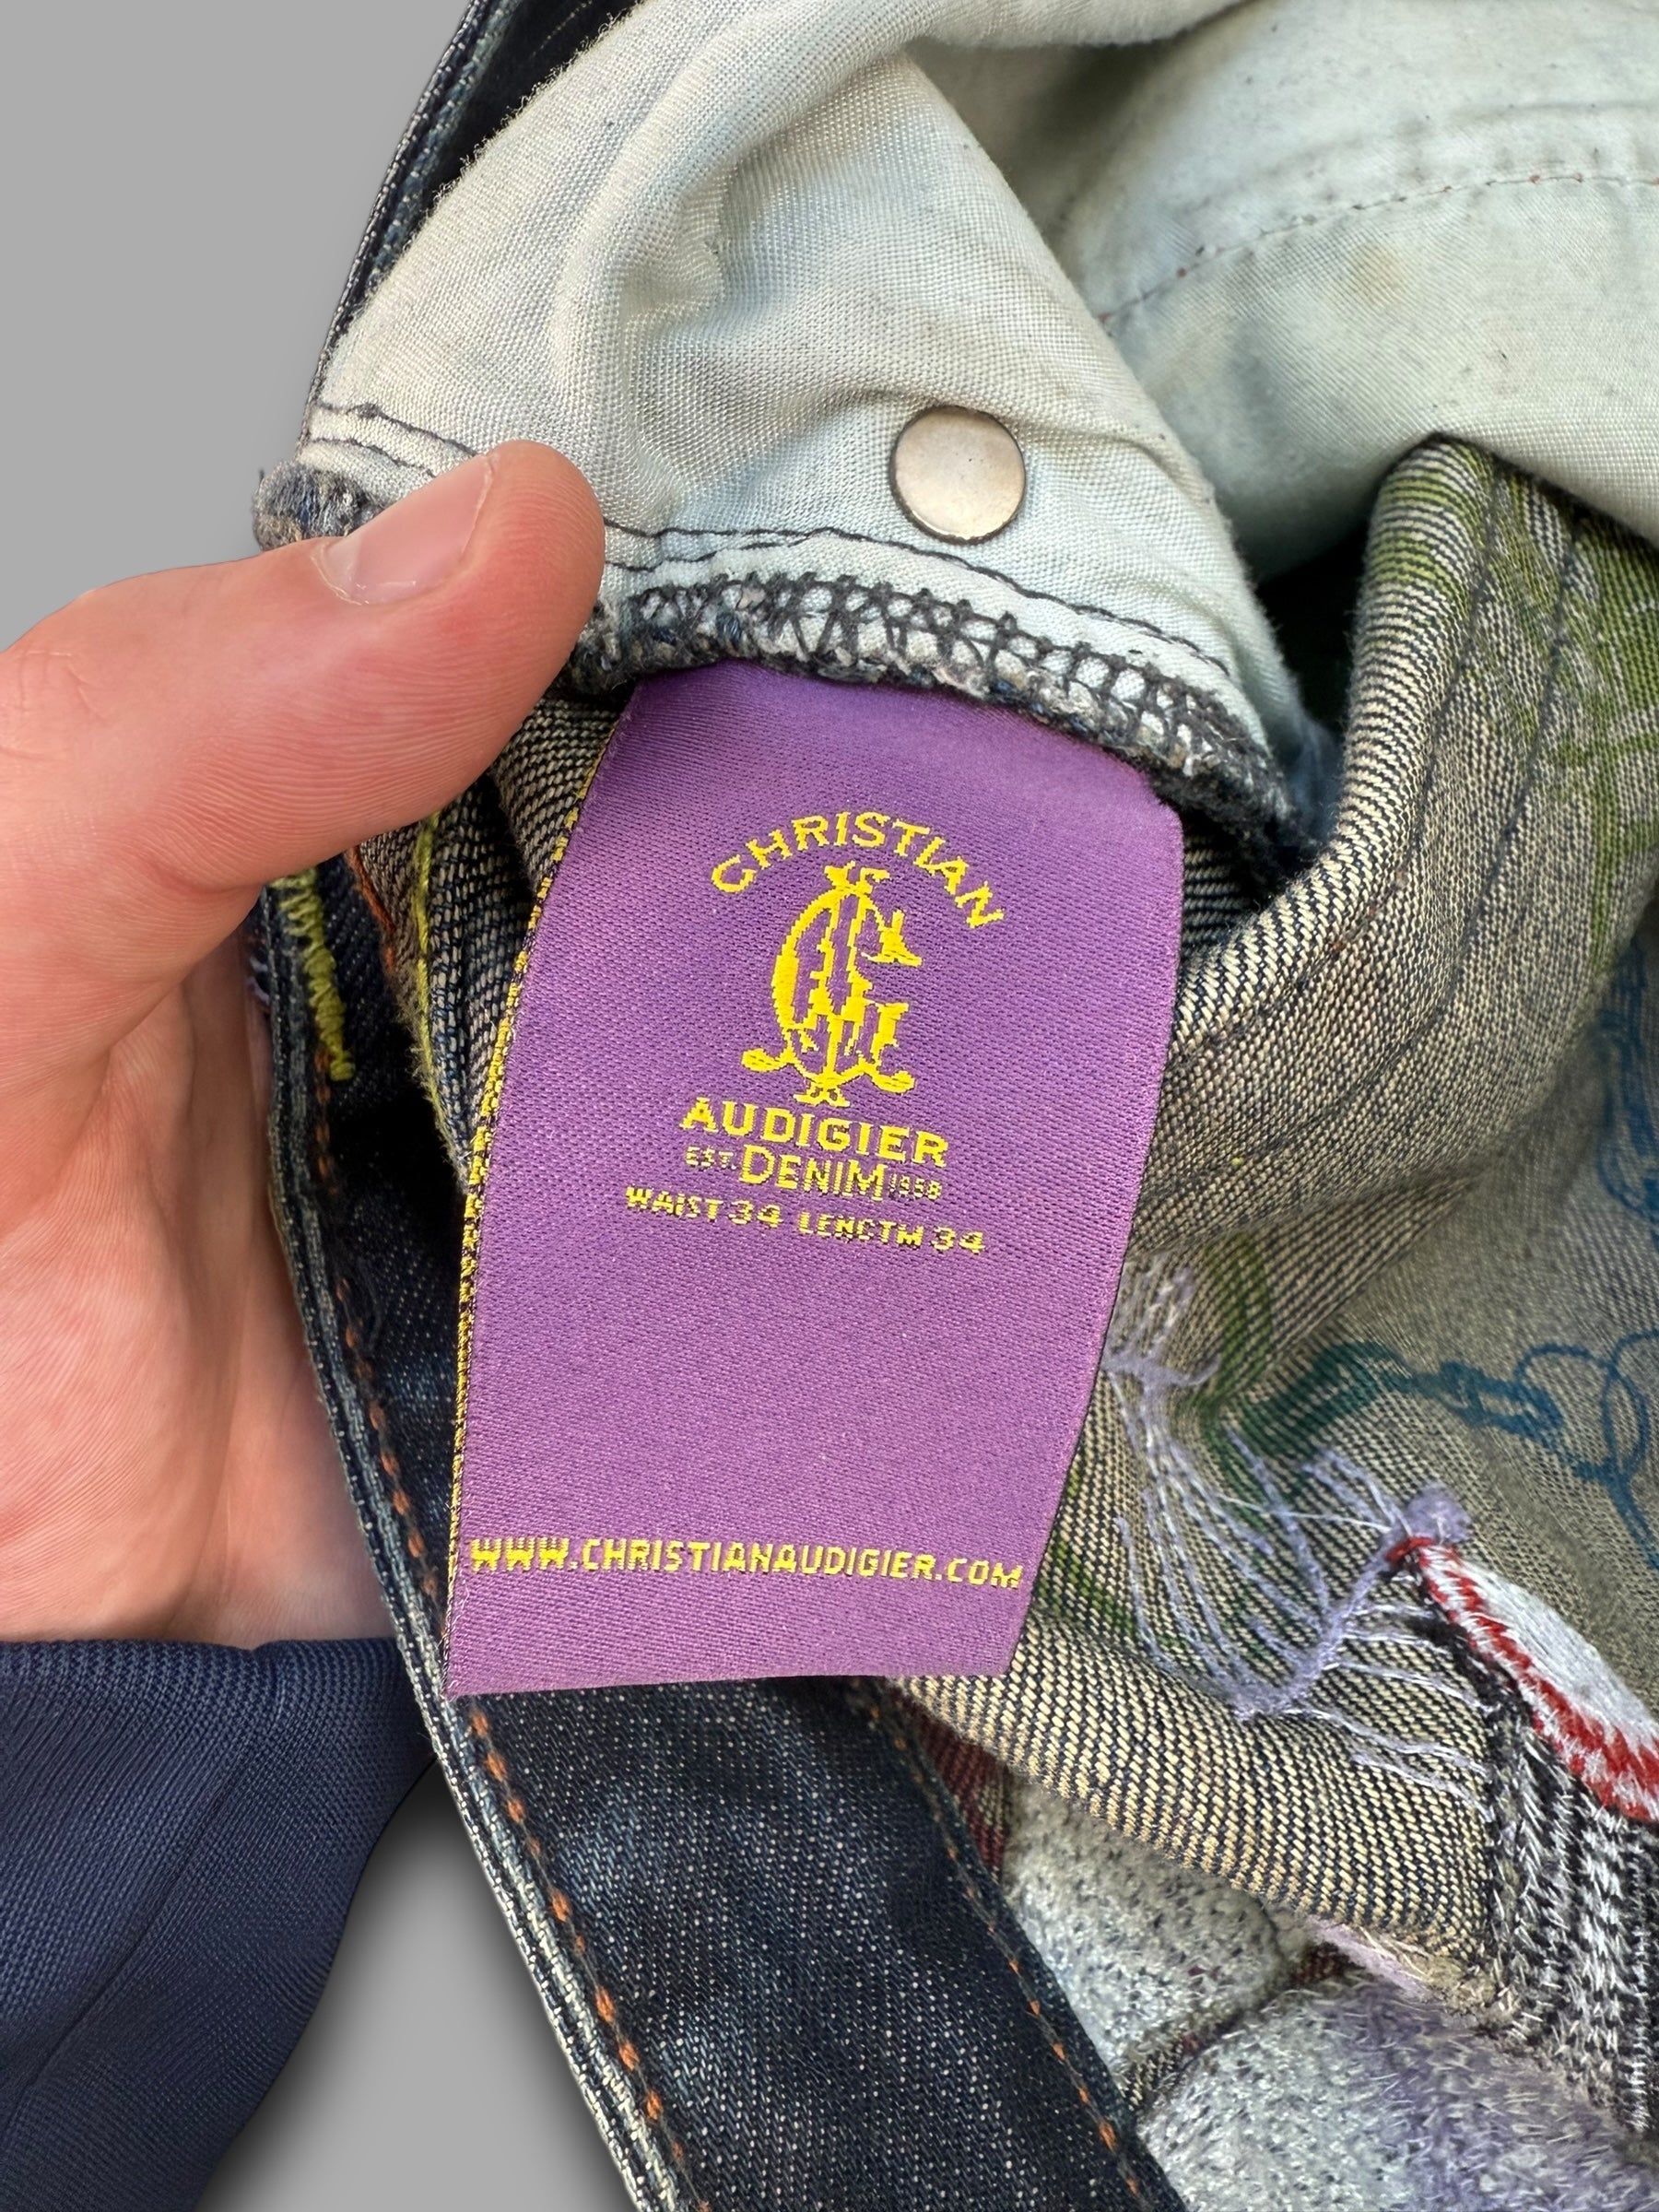 CHRISTIAN
AUDIGIER
EST. DENIM 1958
WAIST 34 LENGTH 34
WWW.CHRISTIANAUDIGIER.COM